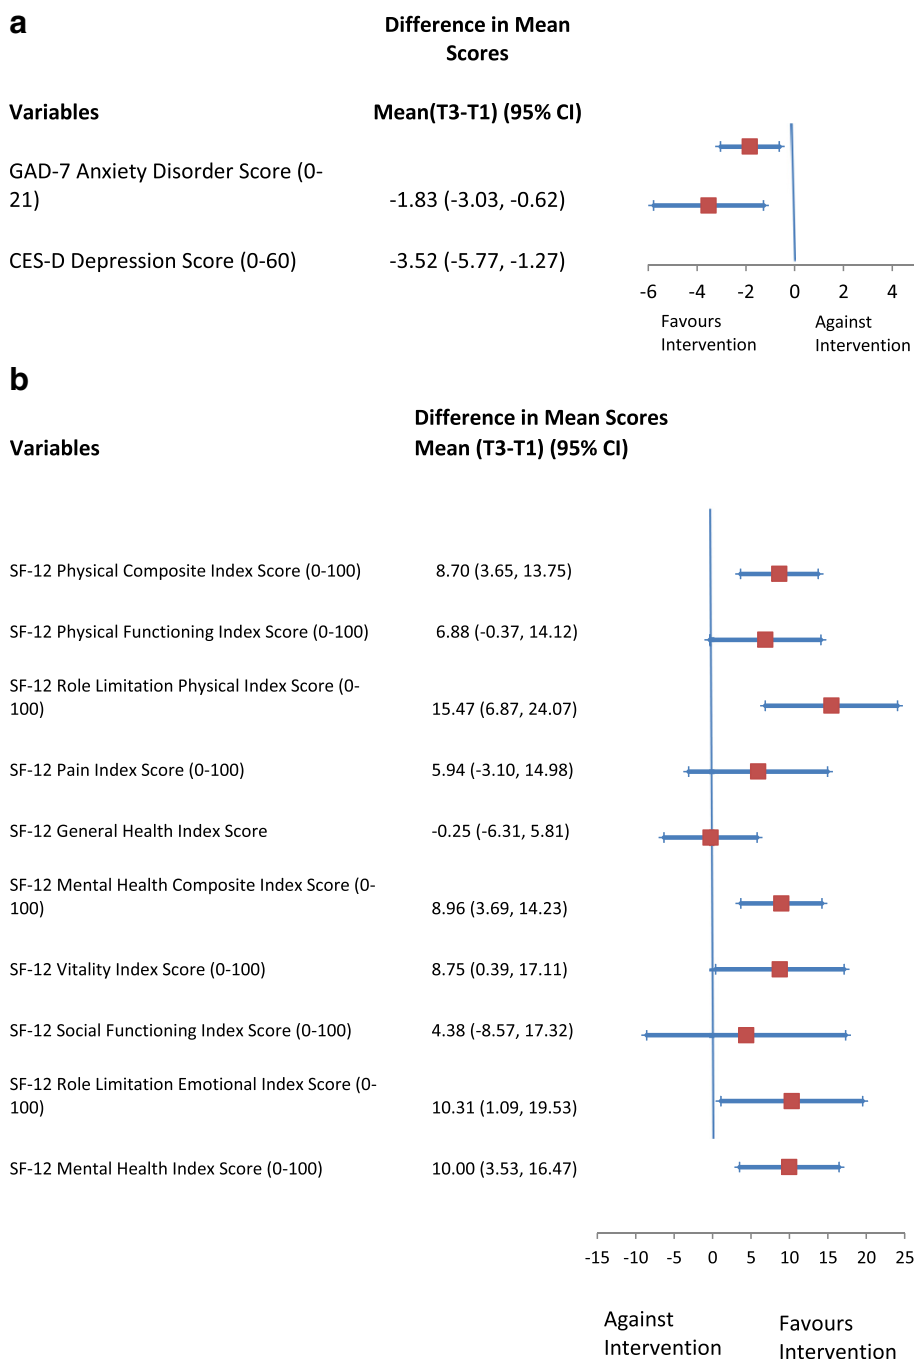 a
Difference in Mean
Scores
Variables
Mean(T3-T1) (95% CI)
GAD-7 Anxiety Disorder Score (0-
21)
-1.83 (-3.03, -0.62)
CES-D Depression Score (0-60)
-3.52 (-5.77, -1.27)
-6 -4 -2 0 2 4
Favours
Intervention
Against
Intervention
b
Difference in Mean Scores
Variables
Mean (T3-T1) (95% CI)
SF-12 Physical Composite Index Score (0-100)
8.70 (3.65, 13.75)
SF-12 Physical Functioning Index Score (0-100)
6.88 (-0.37, 14.12)
SF-12 Role Limitation Physical Index Score (0-
100)
15.47 (6.87, 24.07)
SF-12 Pain Index Score (0-100)
5.94 (-3.10, 14.98)
SF-12 General Health Index Score
-0.25 (-6.31, 5.81)
SF-12 Mental Health Composite Index Score (0-
100)
8.96 (3.69, 14.23)
SF-12 Vitality Index Score (0-100)
8.75 (0.39, 17.11)
SF-12 Social Functioning Index Score (0-100)
4.38 (-8.57, 17.32)
SF-12 Role Limitation Emotional Index Score (0-
100)
10.31 (1.09, 19.53)
SF-12 Mental Health Index Score (0-100)
10.00 (3.53, 16.47)
-15 -10 -5 0 5 10 15 20 25
Against
Intervention
Favours
Intervention